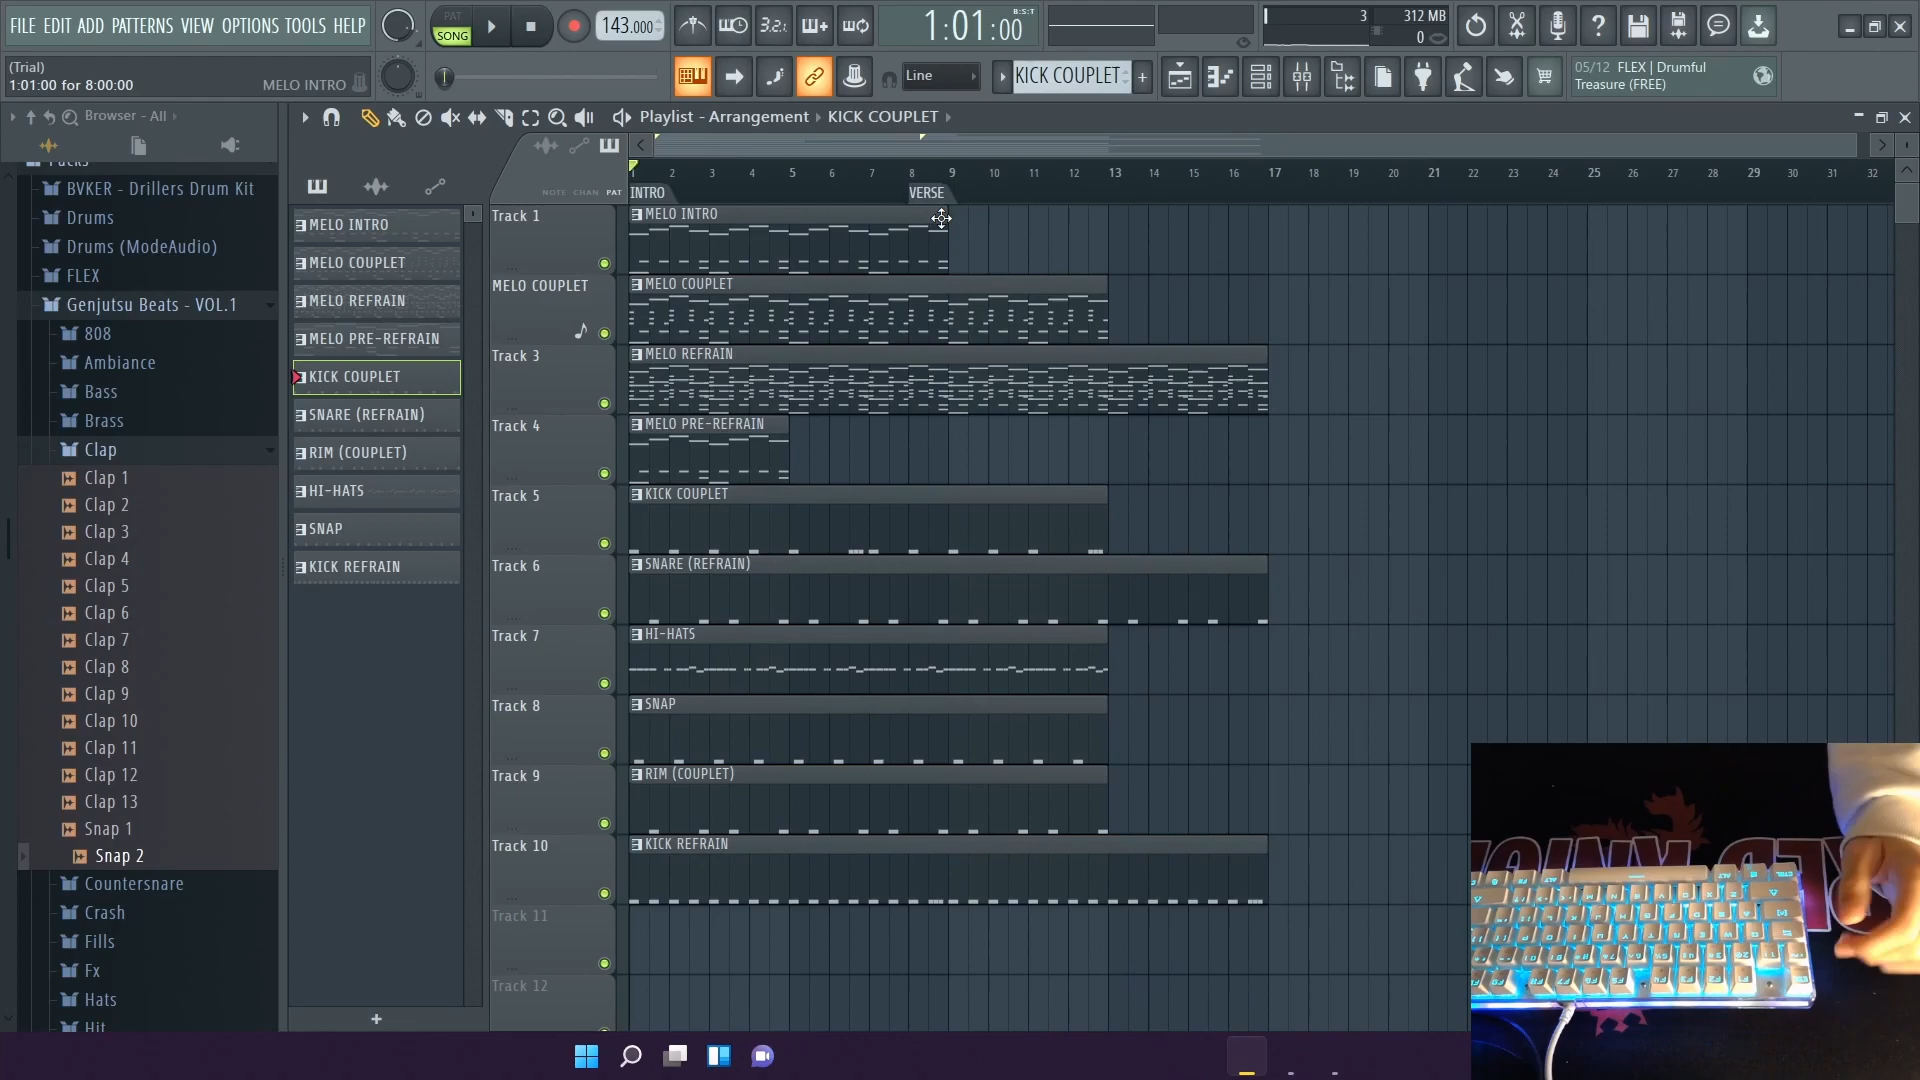 FILE EDIT ADD PATTERNS VIEW OPTIONS TOOLS HELP
PAT
SONG
143.000
3.2.1
B:S:T
1:01:00
3
312 MB
0
(Trial)
1:01:00 for 8:00:00
MELO INTRO
Line
KICK COUPLET
05/12 FLEX | Drumful
Treasure (FREE)
Browser - All
Playlist - Arrangement
KICK COUPLET
NOTE CHAN PAT
1 2 3 4 5 6 7 8 9 10 11 12 13 14 15 16 17 18 19 20 21 22 23 24 25 26 27 28 29 30 31 32
INTRO
VERSE
Packs
BVKER - Drillers Drum Kit
Drums
Drums (ModeAudio)
FLEX
Genjutsu Beats - VOL.1
808
Ambiance
Bass
Brass
Clap
Clap 1
Clap 2
Clap 3
Clap 4
Clap 5
Clap 6
Clap 7
Clap 8
Clap 9
Clap 10
Clap 11
Clap 12
Clap 13
Snap 1
Snap 2
Countersnare
Crash
Fills
Fx
Hats
Hit
MELO INTRO
MELO COUPLET
MELO REFRAIN
MELO PRE-REFRAIN
KICK COUPLET
SNARE (REFRAIN)
RIM (COUPLET)
HI-HATS
SNAP
KICK REFRAIN
Track 1
MELO INTRO
MELO COUPLET
MELO COUPLET
Track 3
MELO REFRAIN
Track 4
MELO PRE-REFRAIN
Track 5
KICK COUPLET
Track 6
SNARE (REFRAIN)
Track 7
HI-HATS
Track 8
SNAP
Track 9
RIM (COUPLET)
Track 10
KICK REFRAIN
Track 11
Track 12